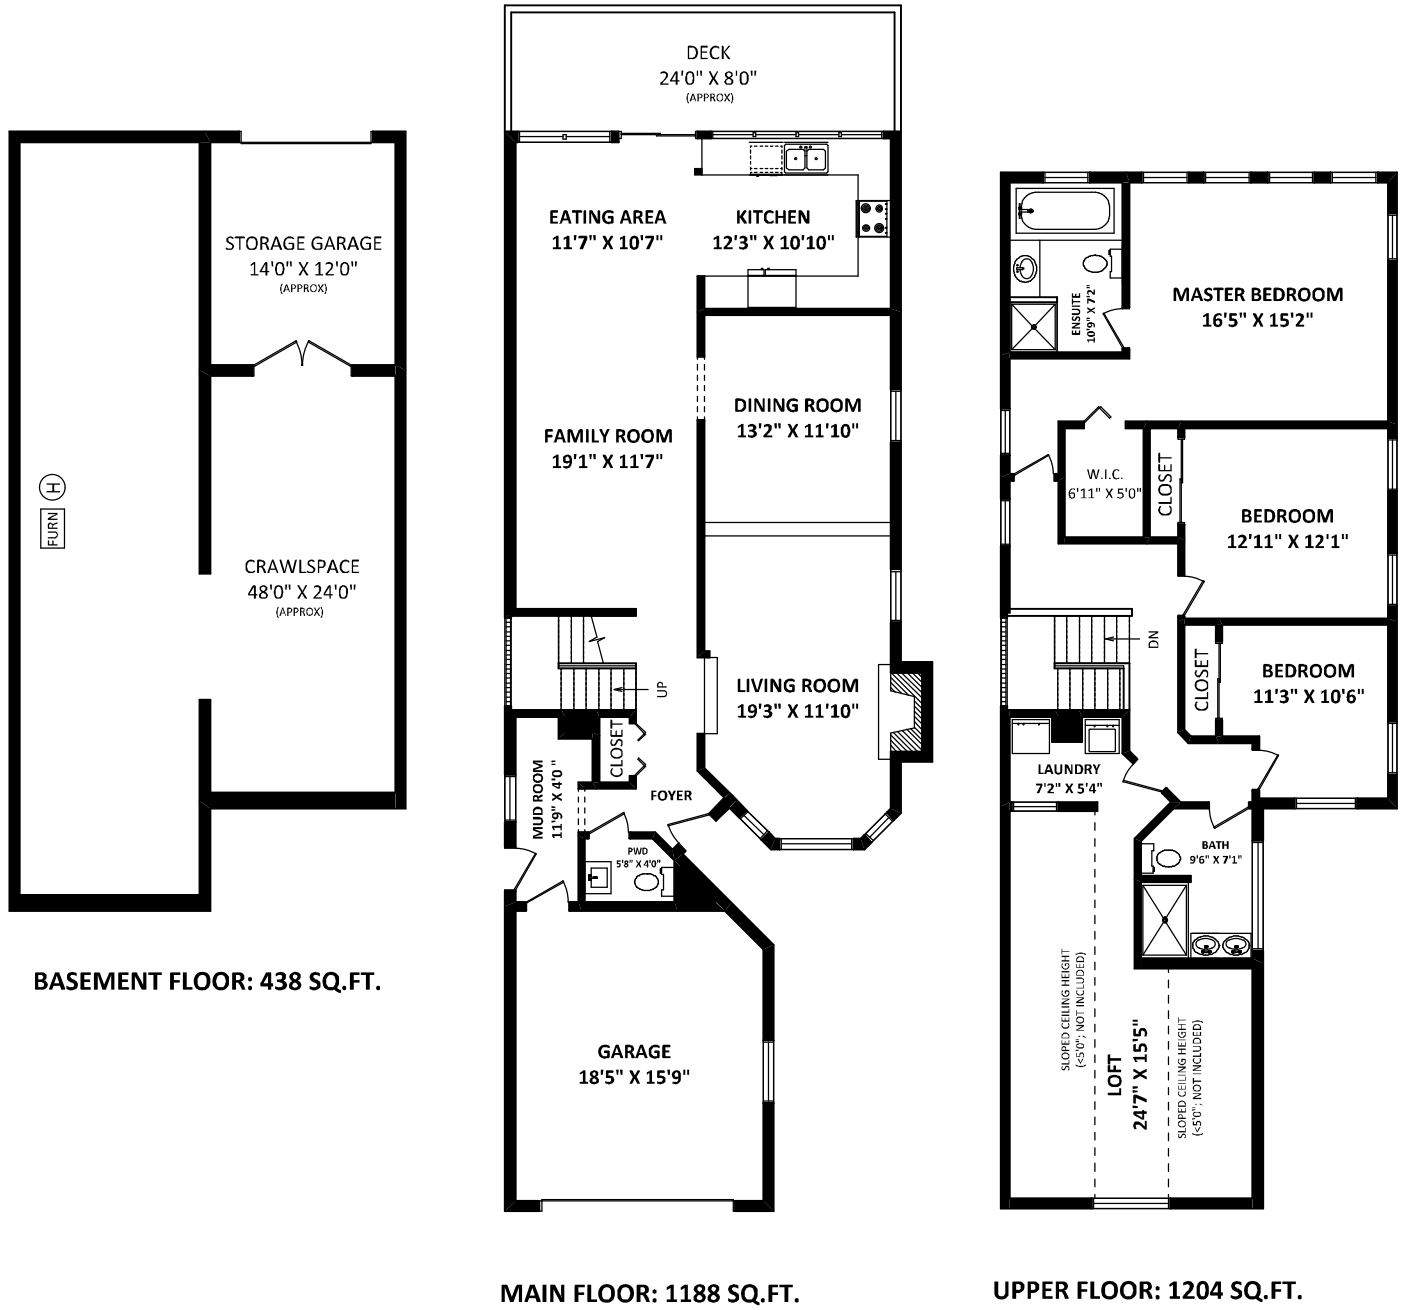 STORAGE GARAGE
14'0" X 12'0"
(APPROX)
H
FURN
CRAWLSPACE
48'0" X 24'0"
(APPROX)
BASEMENT FLOOR: 438 SQ.FT.
DECK
24'0" X 8'0"
(APPROX)
EATING AREA
11'7" X 10'7"
KITCHEN
12'3" X 10'10"
DINING ROOM
13'2" X 11'10"
FAMILY ROOM
19'1" X 11'7"
UP
LIVING ROOM
19'3" X 11'10"
CLOSET
MUD ROOM
11'9" X 4'0"
FOYER
PWD
5'8" X 4'0"
GARAGE
18'5" X 15'9"
MAIN FLOOR: 1188 SQ.FT.
ENSUITE
10'9" X 7'2"
MASTER BEDROOM
16'5" X 15'2"
W.I.C.
6'11" X 5'0"
CLOSET
BEDROOM
12'11" X 12'1"
DN
CLOSET
BEDROOM
11'3" X 10'6"
LAUNDRY
7'2" X 5'4"
BATH
9'6" X 7'1"
SLOPED CEILING HEIGHT
(<5'0"; NOT INCLUDED)
LOFT
24'7" X 15'5"
SLOPED CEILING HEIGHT
(<5'0"; NOT INCLUDED)
UPPER FLOOR: 1204 SQ.FT.